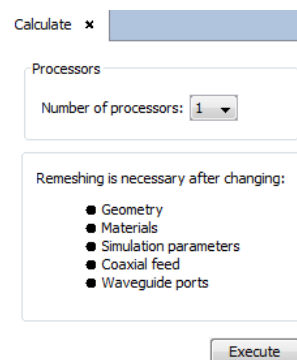 Calculate ×
Processors
Number of processors: 1
Remeshing is necessary after changing:
● Geometry
● Materials
● Simulation parameters
● Coaxial feed
● Waveguide ports
Execute